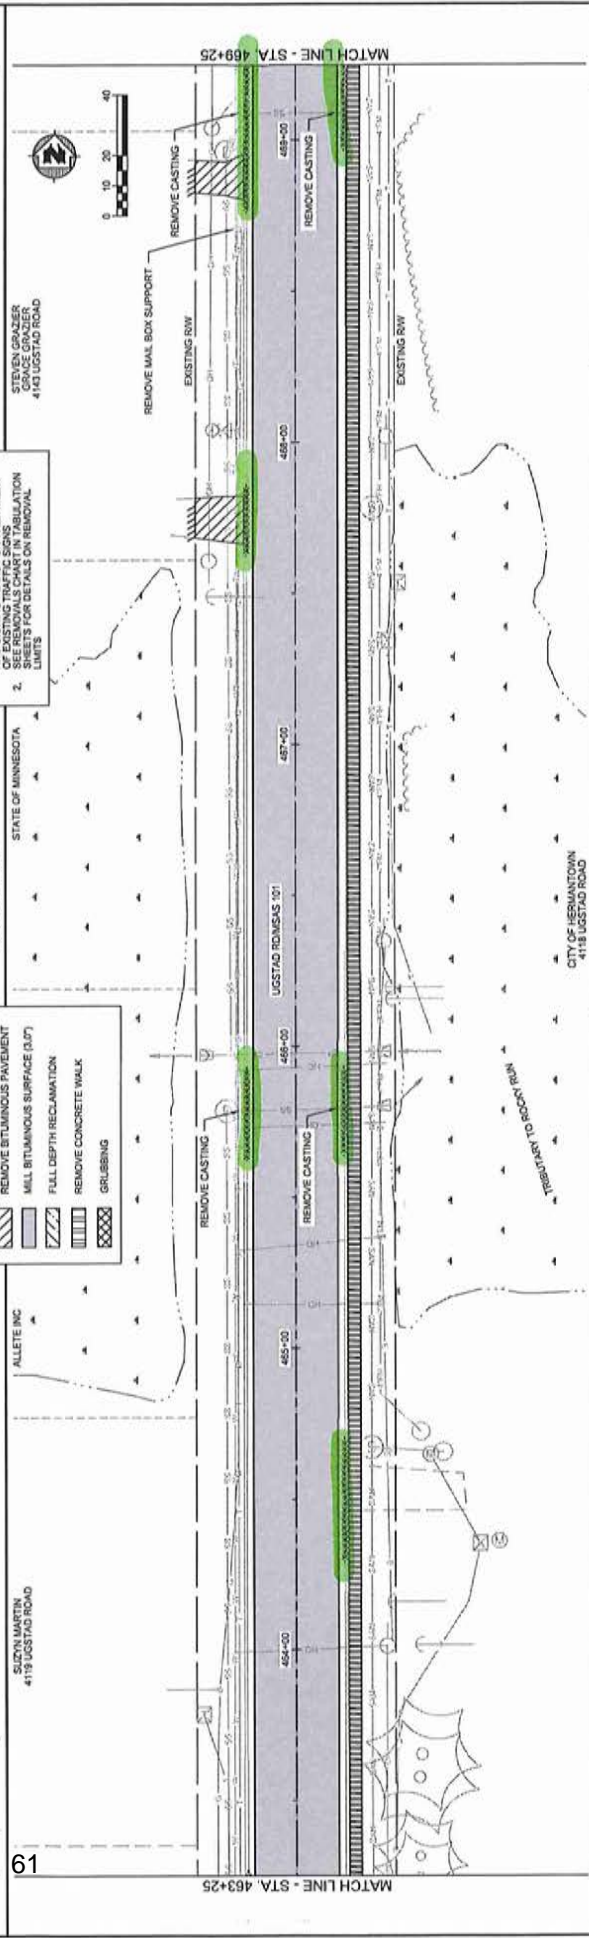 MATCH LINE - STA. 469+25
40
20
10
0
STEVEN GRAZIER
GRACE GRAZIER
4143 UGSTAD ROAD
REMOVE CASTING
469+00
REMOVE CASTING
REMOVE MAIL BOX SUPPORT
EXISTING R/W
EXISTING R/W
468+00
OF EXISTING TRAFFIC SIGNS
2. SEE REMOVALS CHART IN TABULATION
SHEETS FOR DETAILS ON REMOVAL
LIMITS
STATE OF MINNESOTA
467+00
UGSTAD RD/MSAS 101
CITY OF HERMANTOWN
4118 UGSTAD ROAD
REMOVE BITUMINOUS PAVEMENT
MILL BITUMINOUS SURFACE (3.0")
FULL DEPTH RECLAMATION
REMOVE CONCRETE WALK
GRUBBING
466+00
REMOVE CASTING
REMOVE CASTING
TRIBUTARY TO ROCKY RUN
ALLETE INC
465+00
SUZYN MARTIN
4119 UGSTAD ROAD
464+00
MATCH LINE - STA. 463+25
61